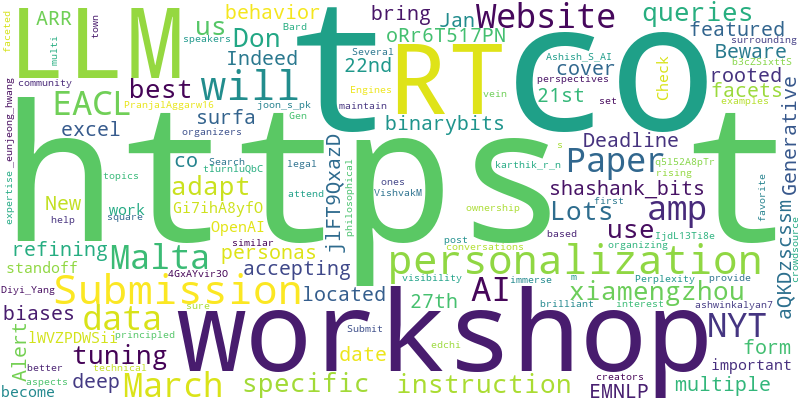 LLM
https
t
co
RT
workshop
t
faceted
ARR
us
behavior
bring
Jan
Website
queries
town
multi
speakers
Bard
Don
oRr6T517PN
Several
Ashish_S_AI
featured
Beware
surrounding
b3cZSixttS
community
Indeed
22nd
cover
Check
rooted
EACL
best
will
Engines
perspectives
21st
facets
PranjalAggarw16
joon_s_pk
maintain
vein
set
examples
expertise
_eunjeong_hwang
excel
surfa
organizers
Gen
binarybits
Deadline
Generative
co
tlurnluQbC
Search
legal
karthik_r_n
s
Paper
q5152A8pTr
rising
topics
New
adapt
attend
VishvakM
ones
shashank_bits
favorite
work
help
square
Gi7ihA8yfO
jlFT9QxazD
philosophical
Lots
amp
ownership
first
refining
OpenAI
use
IjdL13Ti8e
standoff
Malta
personas
similar
post
based
organizing
conversations
personalization
m
Diyi_Yang
s4GxAYvir3O
accepting
visibility
immerse
Perplexity
provide
aQKDzscssm
crowdsource
Submission
located
AI
xiamengzhou
biases
data
27th
brilliant
interest
ashwinkalyan7
Alert
lWVZPDWSii
principled
sure
Submit
NYT
tuning
date
edchi
form
important
become
better
aspects
deep
technical
March
specific
instruction
creators
EMNLP
multiple